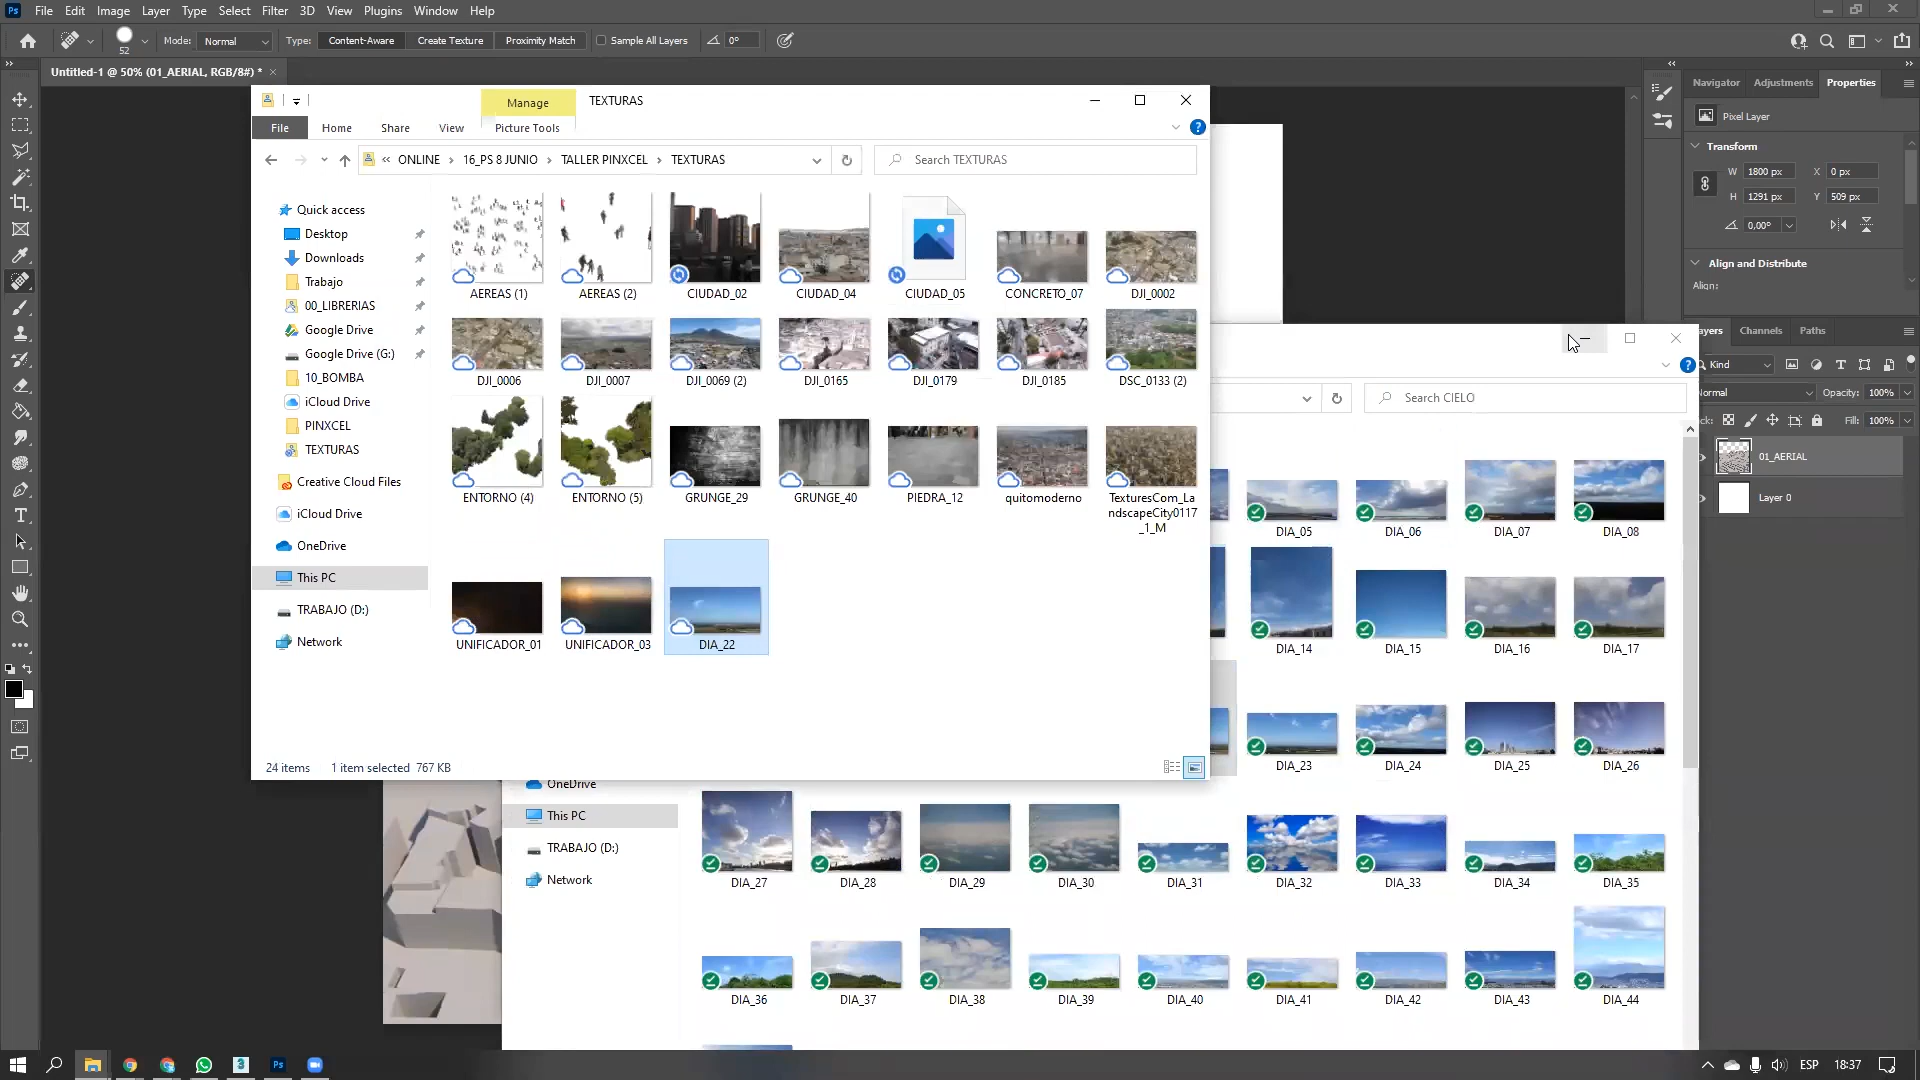 Ps File Edit Image Layer Type Select Filter 3D View Plugins Window Help
52 Mode: Normal Type: Content-Aware Create Texture Proximity Match Sample All Layers 0°
Untitled-1 @ 50% (01_AERIAL, RGB/8#) *
Manage TEXTURAS
File Home Share View Picture Tools
« ONLINE > 16_PS 8 JUNIO > TALLER PINXCEL > TEXTURAS Search TEXTURAS
Quick access
Desktop
Downloads
Trabajo
00_LIBRERIAS
Google Drive
Google Drive (G:)
10_BOMBA
iCloud Drive
PINXCEL
TEXTURAS
Creative Cloud Files
iCloud Drive
OneDrive
This PC
TRABAJO (D:)
Network
AEREAS (1) AEREAS (2) CIUDAD_02 CIUDAD_04 CIUDAD_05 CONCRETO_07 DJI_0002
DJI_0006 DJI_0007 DJI_0069 (2) DJI_0165 DJI_0179 DJI_0185 DSC_0133 (2)
ENTORNO (4) ENTORNO (5) GRUNGE_29 GRUNGE_40 PIEDRA_12 quitomoderno TexturesCom_La
ndscapeCity0117
_1_M
UNIFICADOR_01 UNIFICADOR_03 DIA_22
24 items 1 item selected 767 KB
Search CIELO
DIA_05 DIA_06 DIA_07 DIA_08
DIA_14 DIA_15 DIA_16 DIA_17
DIA_23 DIA_24 DIA_25 DIA_26
OneDrive
This PC
TRABAJO (D:)
Network
DIA_27 DIA_28 DIA_29 DIA_30 DIA_31 DIA_32 DIA_33 DIA_34 DIA_35
DIA_36 DIA_37 DIA_38 DIA_39 DIA_40 DIA_41 DIA_42 DIA_43 DIA_44
Navigator Adjustments Properties
Pixel Layer
Transform
W 1800 px X 0 px
H 1291 px Y 509 px
0,00°
Align and Distribute
Align:
ayers Channels Paths
Kind
Normal Opacity: 100%
ck: Fill: 100%
01_AERIAL
Layer 0
3 Ps ESP 18:37